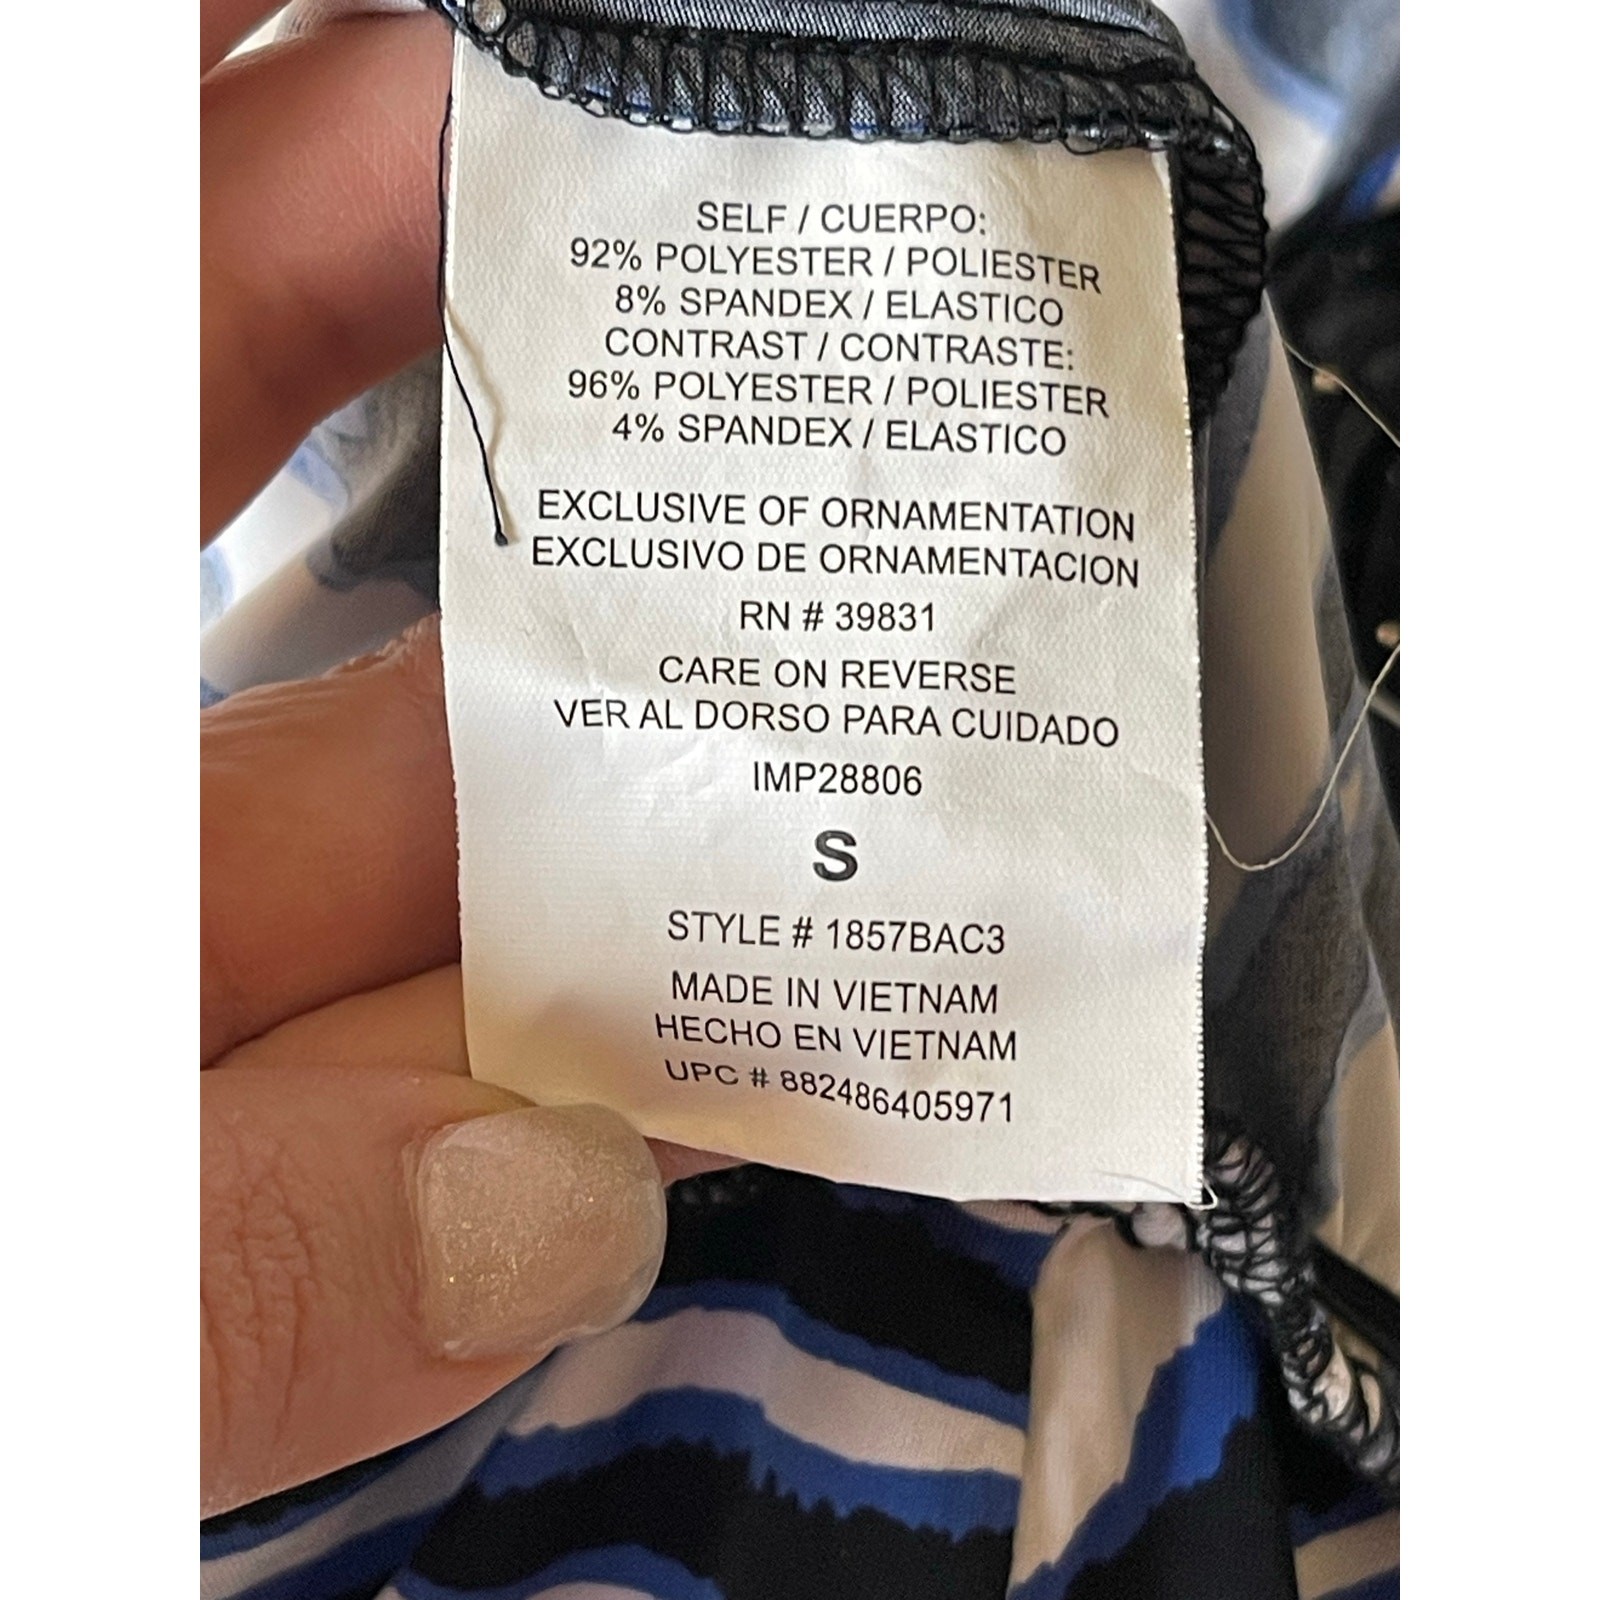 SELF / CUERPO:
92% POLYESTER / POLIESTER
8% SPANDEX / ELASTICO
CONTRAST / CONTRASTE:
96% POLYESTER / POLIESTER
4% SPANDEX / ELASTICO
EXCLUSIVE OF ORNAMENTATION
EXCLUSIVO DE ORNAMENTACION
RN # 39831
CARE ON REVERSE
VER AL DORSO PARA CUIDADO
IMP28806
S
STYLE # 1857BAC3
MADE IN VIETNAM
HECHO EN VIETNAM
UPC # 882486405971